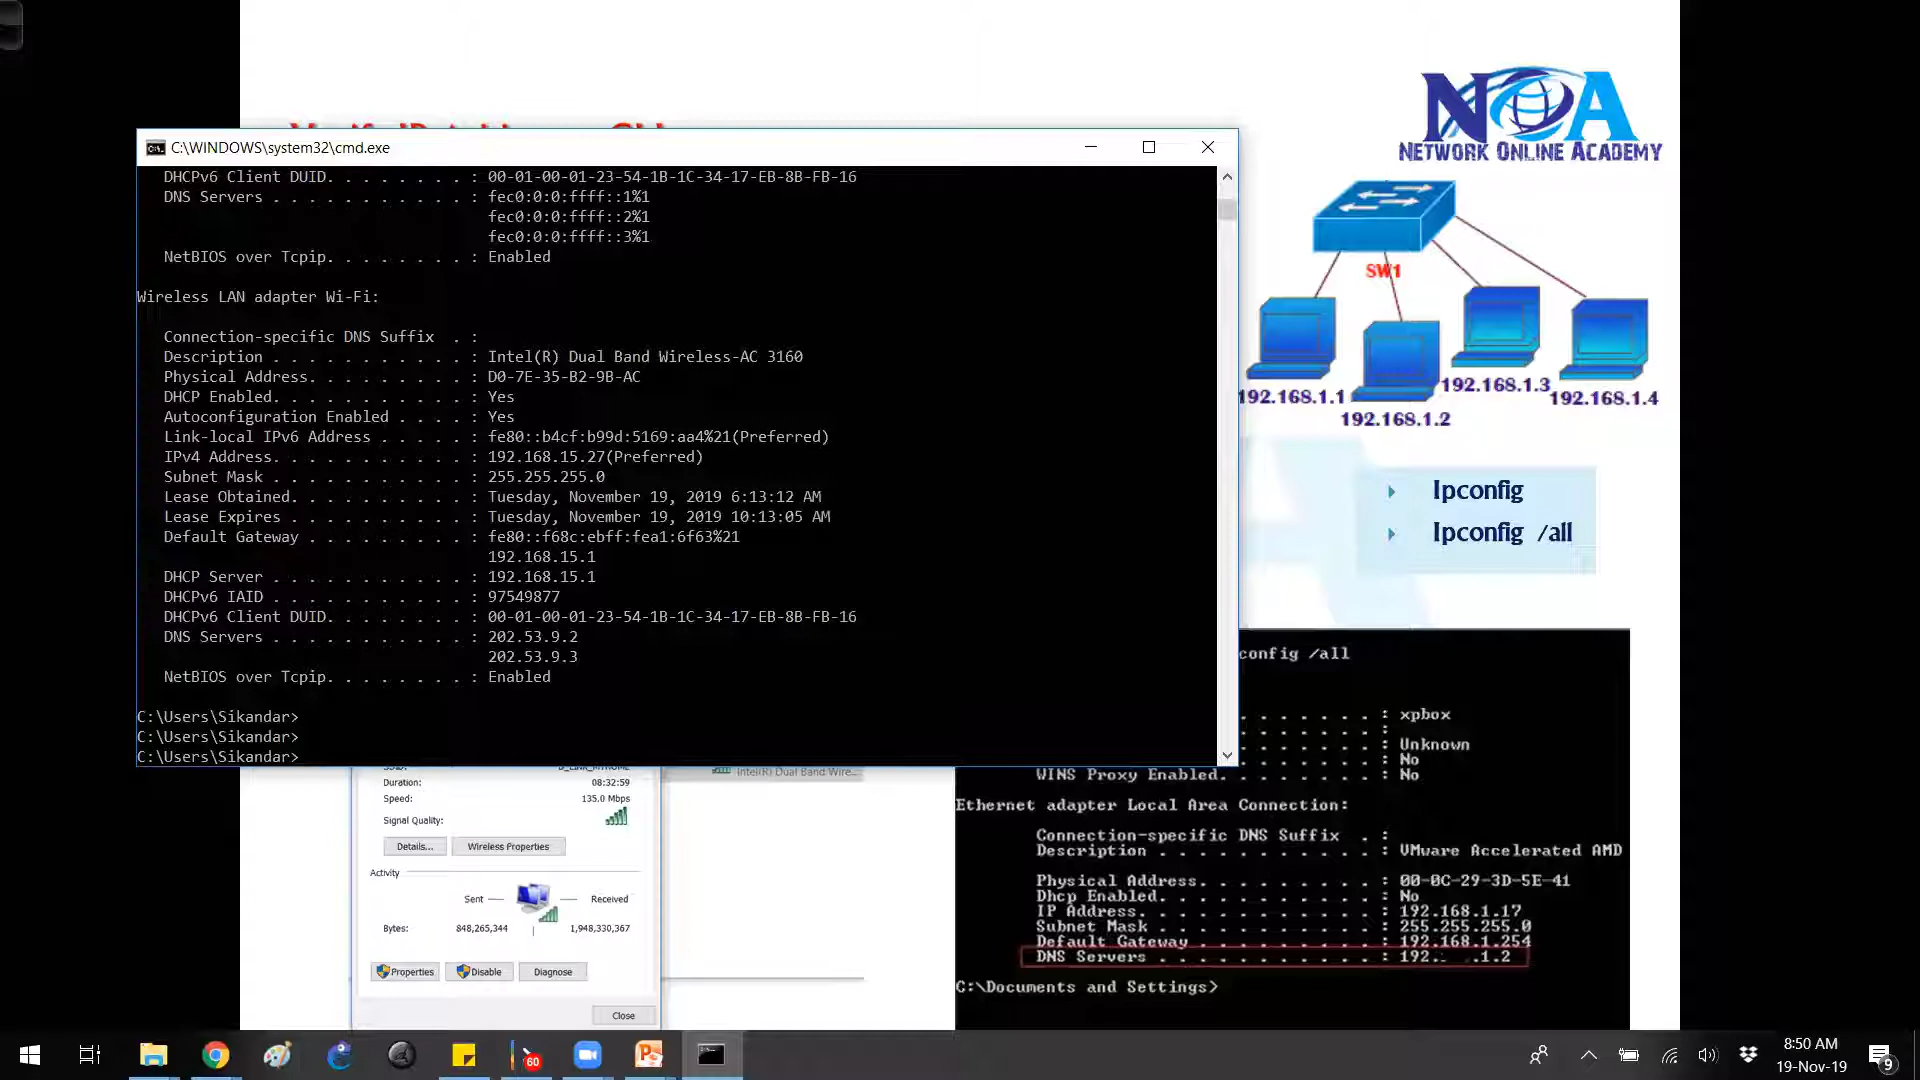 NOA
NETWORK ONLINE ACADEMY
C:\WINDOWS\system32\cmd.exe
DHCPv6 Client DUID. . . . . . . . : 00-01-00-01-23-54-1B-1C-34-17-EB-8B-FB-16
DNS Servers . . . . . . . . . . . : fec0:0:0:ffff::1%1
fec0:0:0:ffff::2%1
fec0:0:0:ffff::3%1
NetBIOS over Tcpip. . . . . . . . : Enabled
Wireless LAN adapter Wi-Fi:
Connection-specific DNS Suffix  . :
Description . . . . . . . . . . . : Intel(R) Dual Band Wireless-AC 3160
Physical Address. . . . . . . . . : D0-7E-35-B2-9B-AC
DHCP Enabled. . . . . . . . . . . : Yes
Autoconfiguration Enabled . . . . : Yes
Link-local IPv6 Address . . . . . : fe80::b4cf:b99d:5169:aa4%21(Preferred)
IPv4 Address. . . . . . . . . . . : 192.168.15.27(Preferred)
Subnet Mask . . . . . . . . . . . : 255.255.255.0
Lease Obtained. . . . . . . . . . : Tuesday, November 19, 2019 6:13:12 AM
Lease Expires . . . . . . . . . . : Tuesday, November 19, 2019 10:13:05 AM
Default Gateway . . . . . . . . . : fe80::f68c:ebff:fea1:6f63%21
192.168.15.1
DHCP Server . . . . . . . . . . . : 192.168.15.1
DHCPv6 IAID . . . . . . . . . . . : 97549877
DHCPv6 Client DUID. . . . . . . . : 00-01-00-01-23-54-1B-1C-34-17-EB-8B-FB-16
DNS Servers . . . . . . . . . . . : 202.53.9.2
202.53.9.3
NetBIOS over Tcpip. . . . . . . . : Enabled
C:\Users\Sikandar>
C:\Users\Sikandar>
C:\Users\Sikandar>
SW1
192.168.1.1
192.168.1.2
192.168.1.3
192.168.1.4
Ipconfig
Ipconfig /all
Duration: 08:32:59
Speed: 135.0 Mbps
Signal Quality:
Details... Wireless Properties
Activity
Sent Received
Bytes: 848,265,344 1,948,330,367
Properties Disable Diagnose
Close
Intel(R) Dual Band Wire...
config /all
. . . . . . : xpbox
. . . . . . :
. . . . . . : Unknown
. . . . . . : No
WINS Proxy Enabled. . . . . . . . : No
Ethernet adapter Local Area Connection:
Connection-specific DNS Suffix  . :
Description . . . . . . . . . . . : VMware Accelerated AMD
Physical Address. . . . . . . . . : 00-0C-29-3D-5E-41
Dhcp Enabled. . . . . . . . . . . : No
IP Address. . . . . . . . . . . . : 192.168.1.17
Subnet Mask . . . . . . . . . . . : 255.255.255.0
Default Gateway . . . . . . . . . : 192.168.1.254
DNS Servers . . . . . . . . . . . : 192. .1.2
C:\Documents and Settings>
60
8:50 AM
19-Nov-19
9